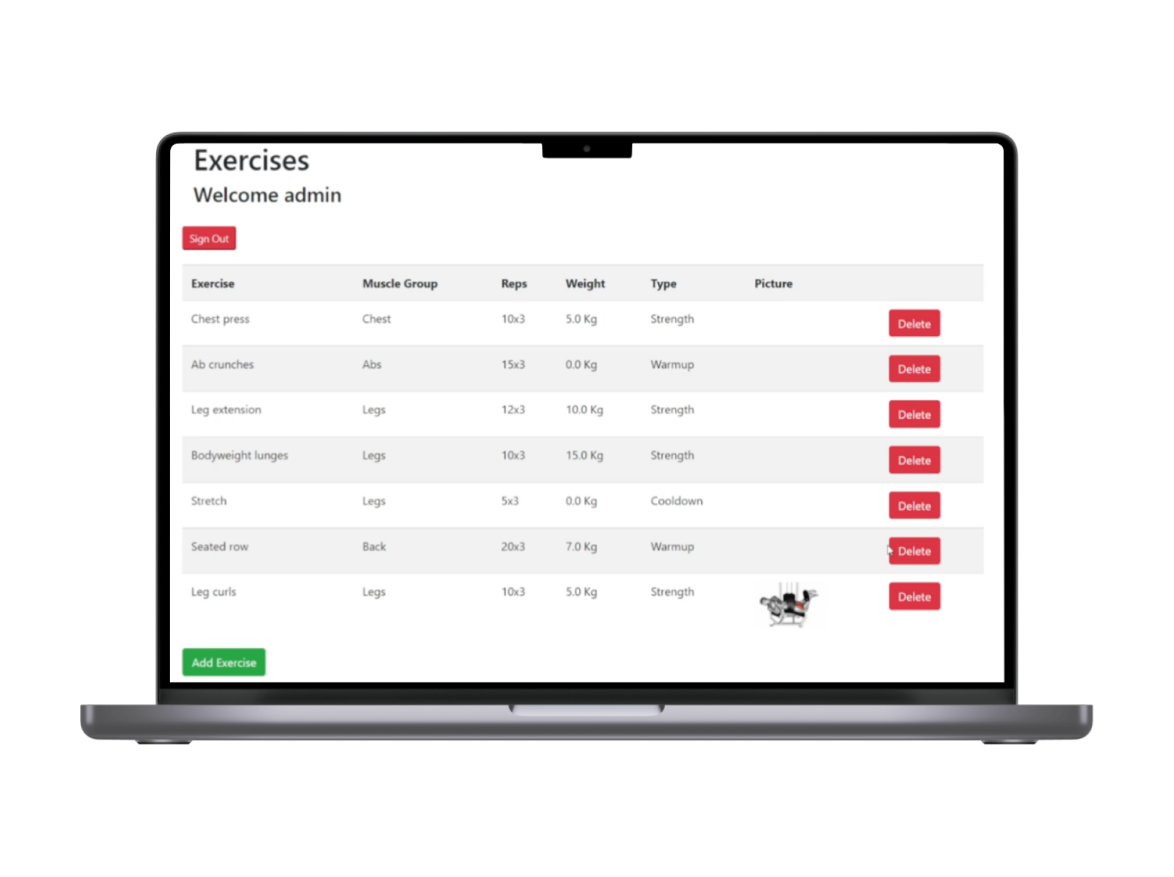 Exercises
Welcome admin
Sign Out
Exercise Muscle Group Reps Weight Type Picture
Chest press Chest 10x3 5.0 Kg Strength Delete
Ab crunches Abs 15x3 0.0 Kg Warmup Delete
Leg extension Legs 12x3 10.0 Kg Strength Delete
Bodyweight lunges Legs 10x3 15.0 Kg Strength Delete
Stretch Legs 5x3 0.0 Kg Cooldown Delete
Seated row Back 20x3 7.0 Kg Warmup Delete
Leg curls Legs 10x3 5.0 Kg Strength Delete
Add Exercise